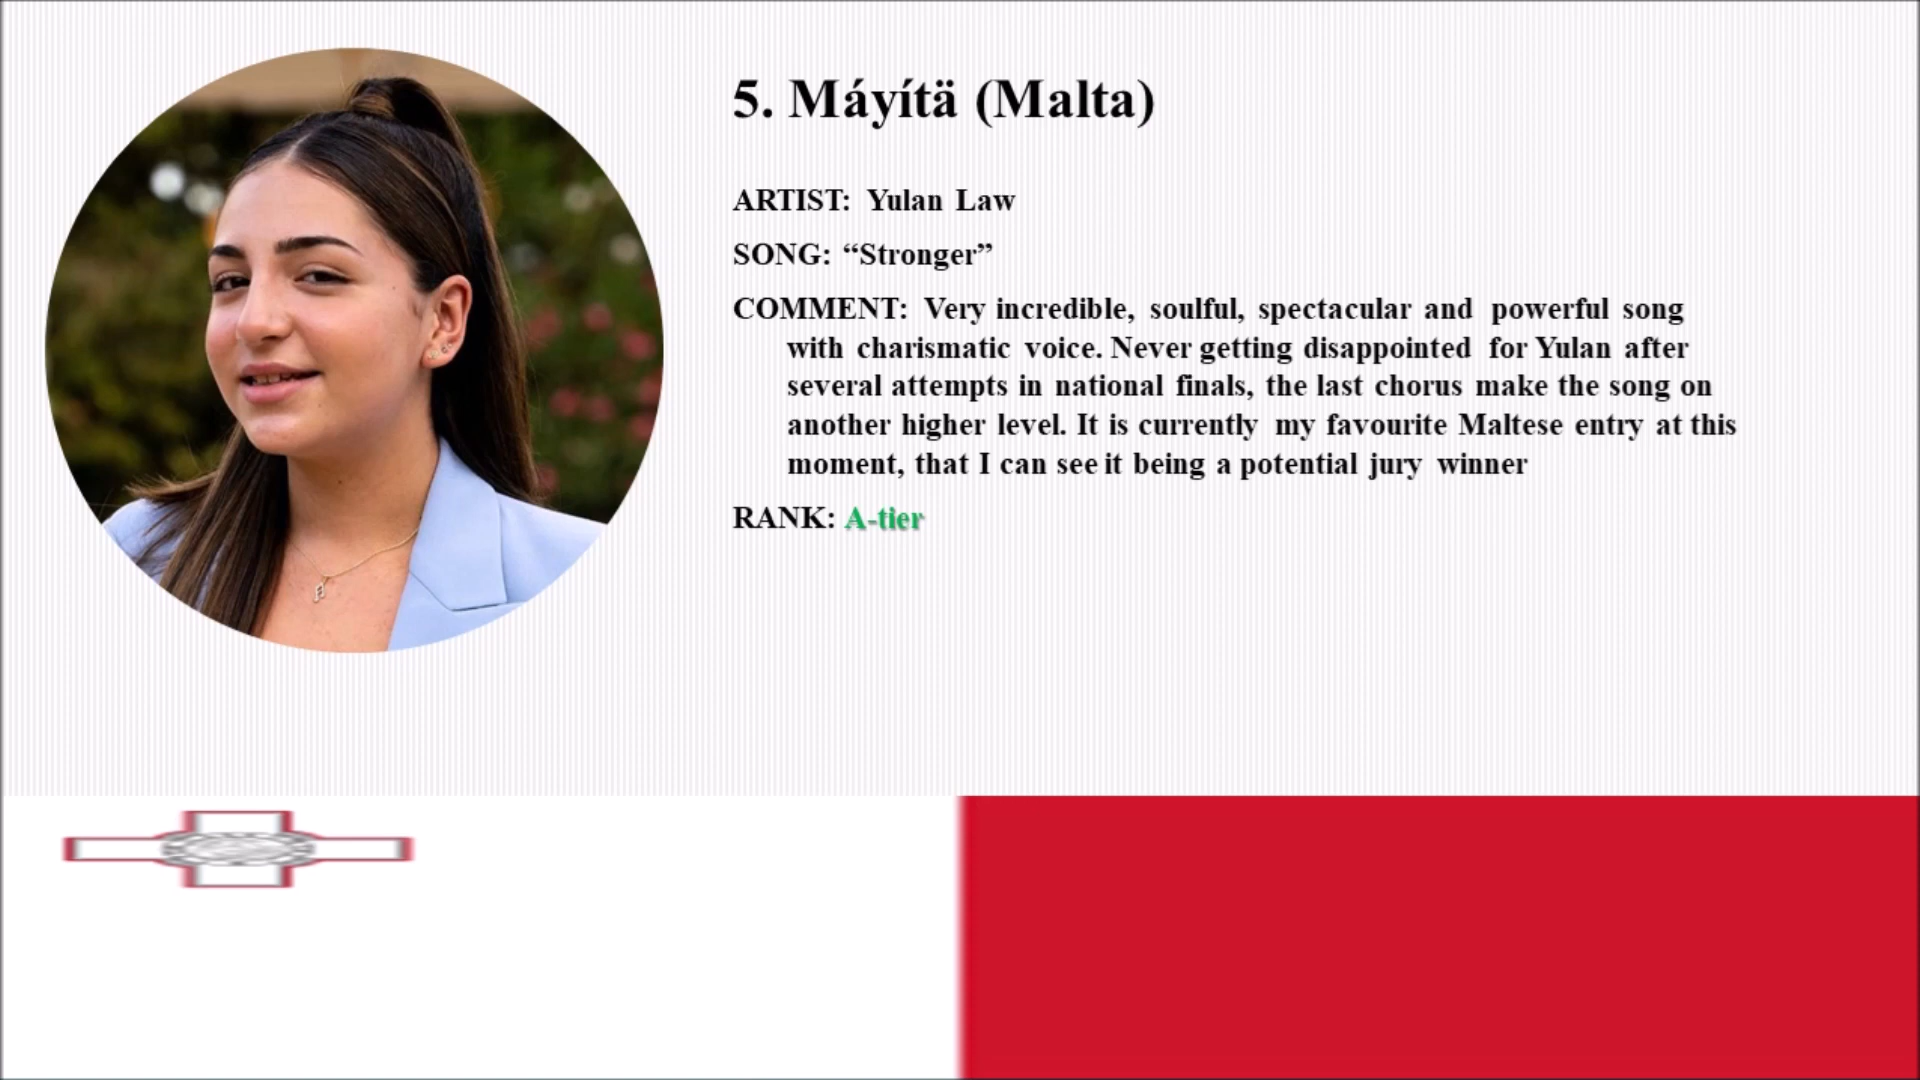 5. Máyítä (Malta)
ARTIST: Yulan Law
SONG: “Stronger”
COMMENT: Very incredible, soulful, spectacular and powerful song
with charismatic voice. Never getting disappointed for Yulan after
several attempts in national finals, the last chorus make the song on
another higher level. It is currently my favourite Maltese entry at this
moment, that I can see it being a potential jury winner
RANK: A-tier